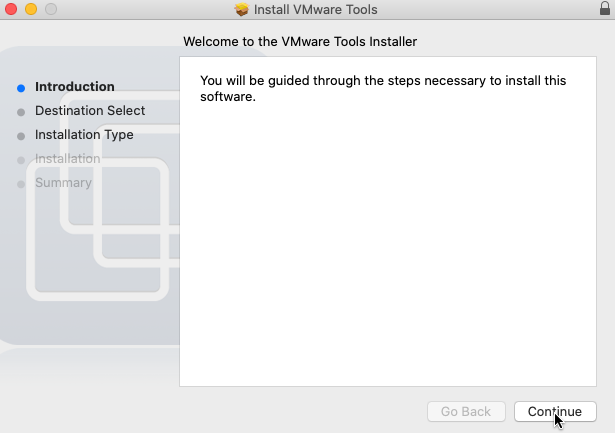 Install VMware Tools
Welcome to the VMware Tools Installer
Introduction
Destination Select
Installation Type
Installation
Summary
You will be guided through the steps necessary to install this
software.
Go Back
Continue